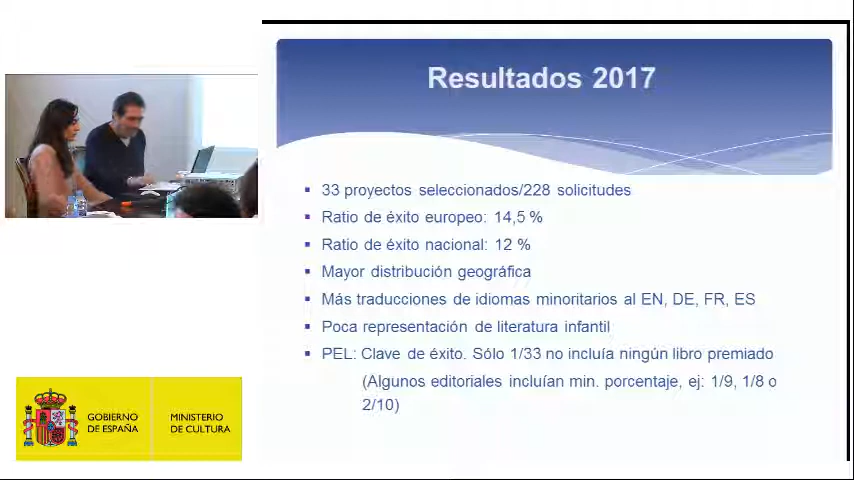 Resultados 2017
▪ 33 proyectos seleccionados/228 solicitudes
▪ Ratio de éxito europeo: 14,5 %
▪ Ratio de éxito nacional: 12 %
▪ Mayor distribución geográfica
▪ Más traducciones de idiomas minoritarios al EN, DE, FR, ES
▪ Poca representación de literatura infantil
▪ PEL: Clave de éxito. Sólo 1/33 no incluía ningún libro premiado
(Algunos editoriales incluían min. porcentaje, ej: 1/9, 1/8 o
2/10)
GOBIERNO
DE ESPAÑA
MINISTERIO
DE CULTURA